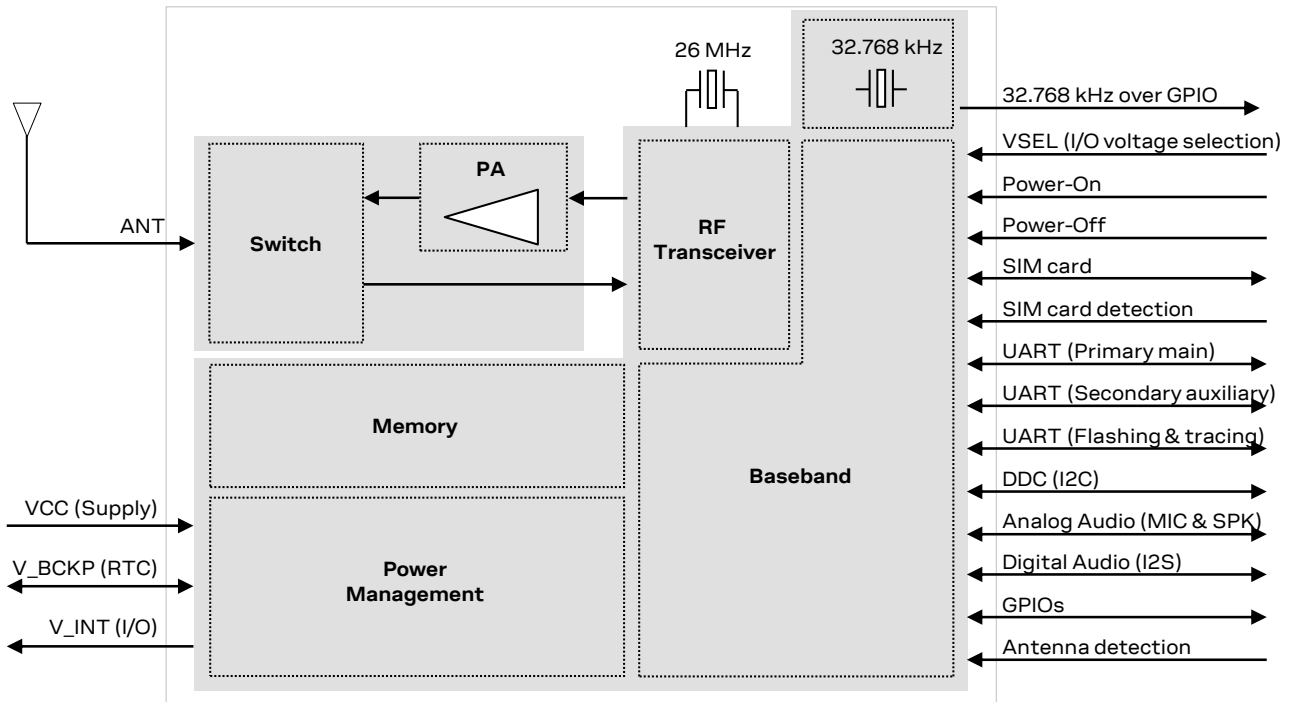 26 MHz
32.768 kHz
32.768 kHz over GPIO
VSEL (I/O voltage selection)
PA
Power-On
Power-Off
ANT
Switch
RF
Transceiver
SIM card
SIM card detection
UART (Primary main)
UART (Secondary auxiliary)
UART (Flashing & tracing)
Memory
Baseband
DDC (I2C)
VCC (Supply)
Analog Audio (MIC & SPK)
V_BCKP (RTC)
Power
Management
Digital Audio (I2S)
GPIOs
V_INT (I/O)
Antenna detection